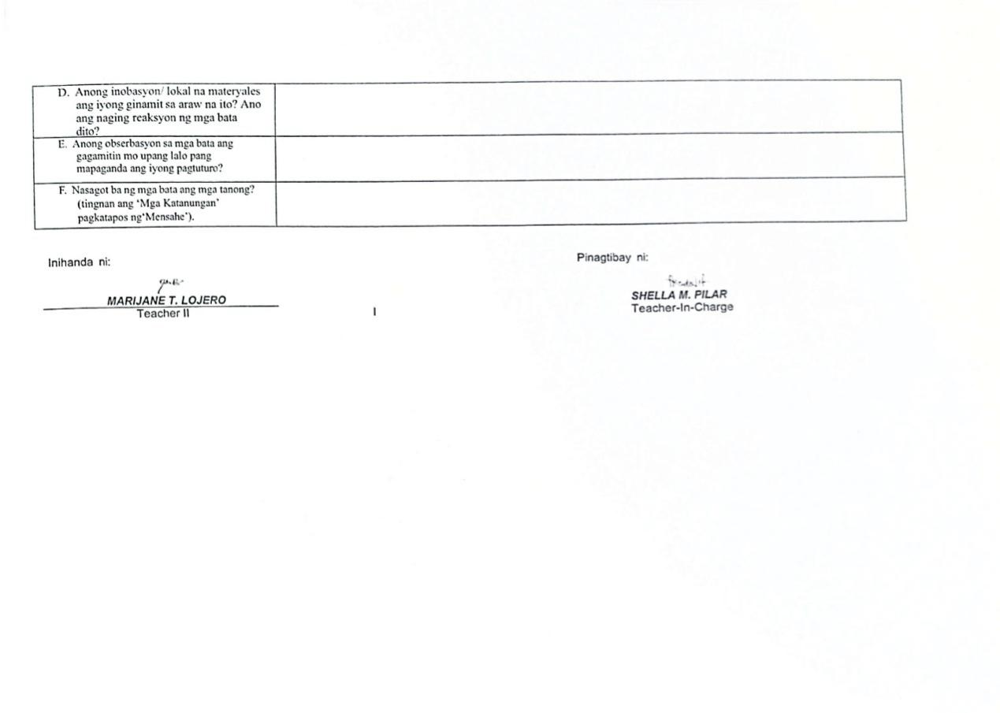 D. Anong inobasyon/ lokal na materyales
ang iyong ginamit sa araw na ito? Ano
ang naging reaksyon ng mga bata
dito?
E. Anong obserbasyon sa mga bata ang
gagamitin mo upang lalo pang
mapaganda ang iyong pagtuturo?
F. Nasagot ba ng mga bata ang mga tanong?
(tingnan ang ‘Mga Katanungan’
pagkatapos ng‘Mensahe’).
Inihanda ni:
MARIJANE T. LOJERO
Teacher II
Pinagtibay ni:
SHELLA M. PILAR
Teacher-In-Charge